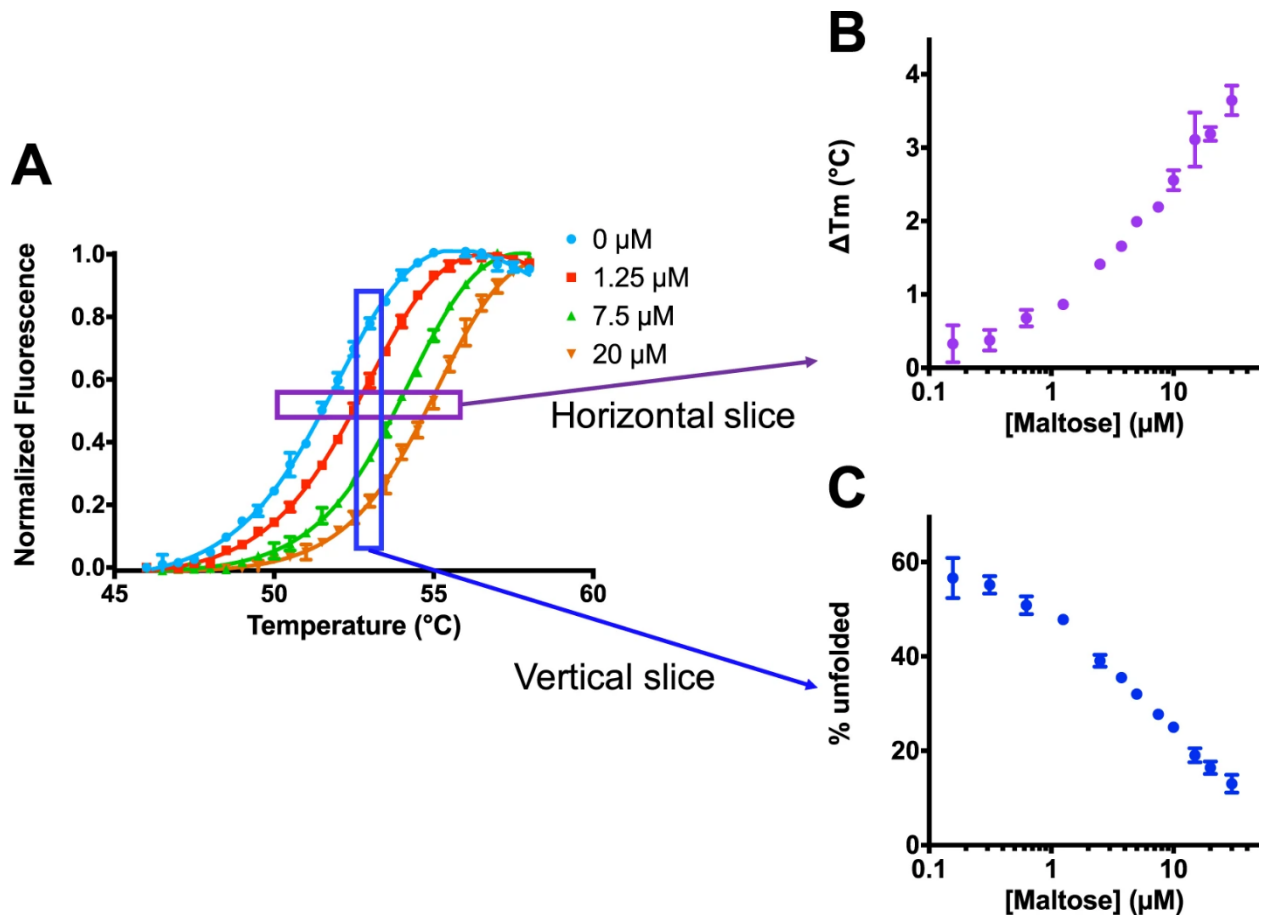 A
Normalized Fluorescence
1.0
0.8
0.6
0.4
0.2
0.0
45
50
55
60
Temperature (°C)
0 µM
1.25 µM
7.5 µM
20 µM
Horizontal slice
Vertical slice
B
ΔTm (°C)
4
3
2
1
0
0.1
1
10
[Maltose] (µM)
C
% unfolded
60
40
20
0
0.1
1
10
[Maltose] (µM)